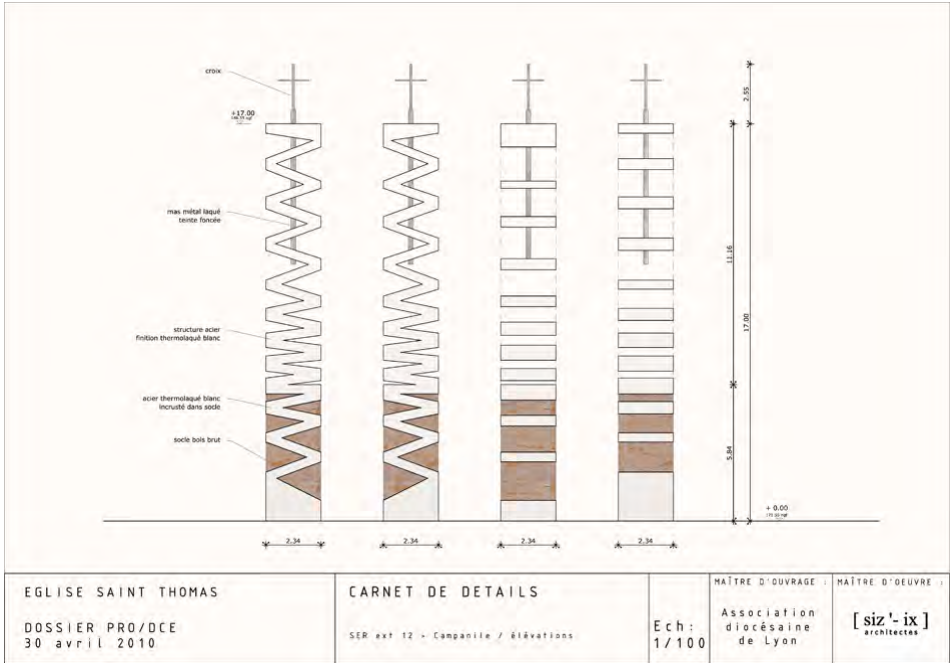 croix
+17.00
mas métal laqué
teinte foncée
structure acier
finition thermolaqué blanc
acier thermolaqué blanc
incrusté dans socle
socle bois brut
2.55
11.16
17.00
5.84
+ 0.00
2.34
2.34
2.34
2.34
EGLISE SAINT THOMAS
DOSSIER PRO/DCE
30 avril 2010
CARNET DE DETAILS
SER ext 12 - Campanile / élévations
Ech:
1/100
MAÎTRE D'OUVRAGE :
Association
diocésaine
de Lyon
MAÎTRE D'OEUVRE :
[ siz '- ix ]
architectes